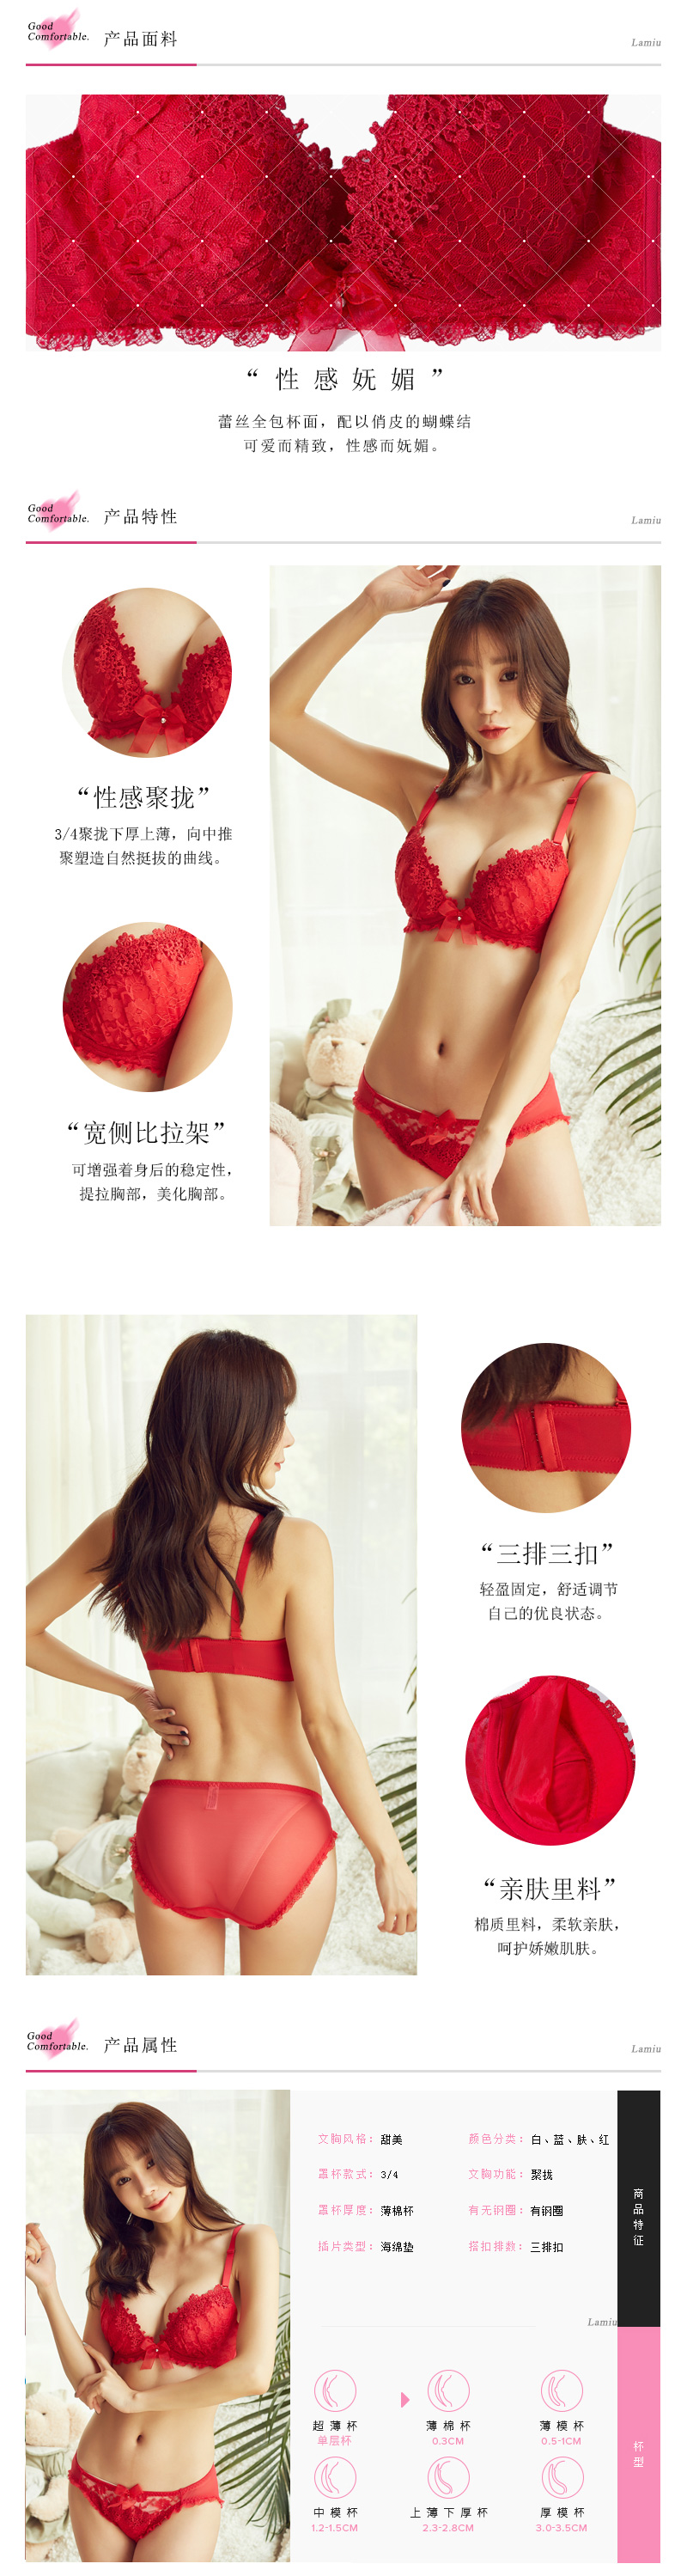 Good
Comfortable.
产品面料
Lamiu
“性感妩媚”
蕾丝全包杯面，配以俏皮的蝴蝶结
可爱而精致，性感而妩媚。
Good
Comfortable.
产品特性
Lamiu
“性感聚拢”
3/4聚拢下厚上薄，向中推
聚塑造自然挺拔的曲线。
“宽侧比拉架”
可增强着身后的稳定性，
提拉胸部，美化胸部。
“三排三扣”
轻盈固定，舒适调节
自己的优良状态。
“亲肤里料”
棉质里料，柔软亲肤，
呵护娇嫩肌肤。
Good
Comfortable.
产品属性
Lamiu
文胸风格：甜美
颜色分类：白、蓝、肤、红
罩杯款式：3/4
文胸功能：聚拢
罩杯厚度：薄棉杯
有无钢圈：有钢圈
插片类型：海绵垫
搭扣排数：三排扣
商品特征
Lamiu
超薄杯
单层杯
薄棉杯
0.3CM
薄模杯
0.5-1CM
中模杯
1.2-1.5CM
上薄下厚杯
2.3-2.8CM
厚模杯
3.0-3.5CM
杯型